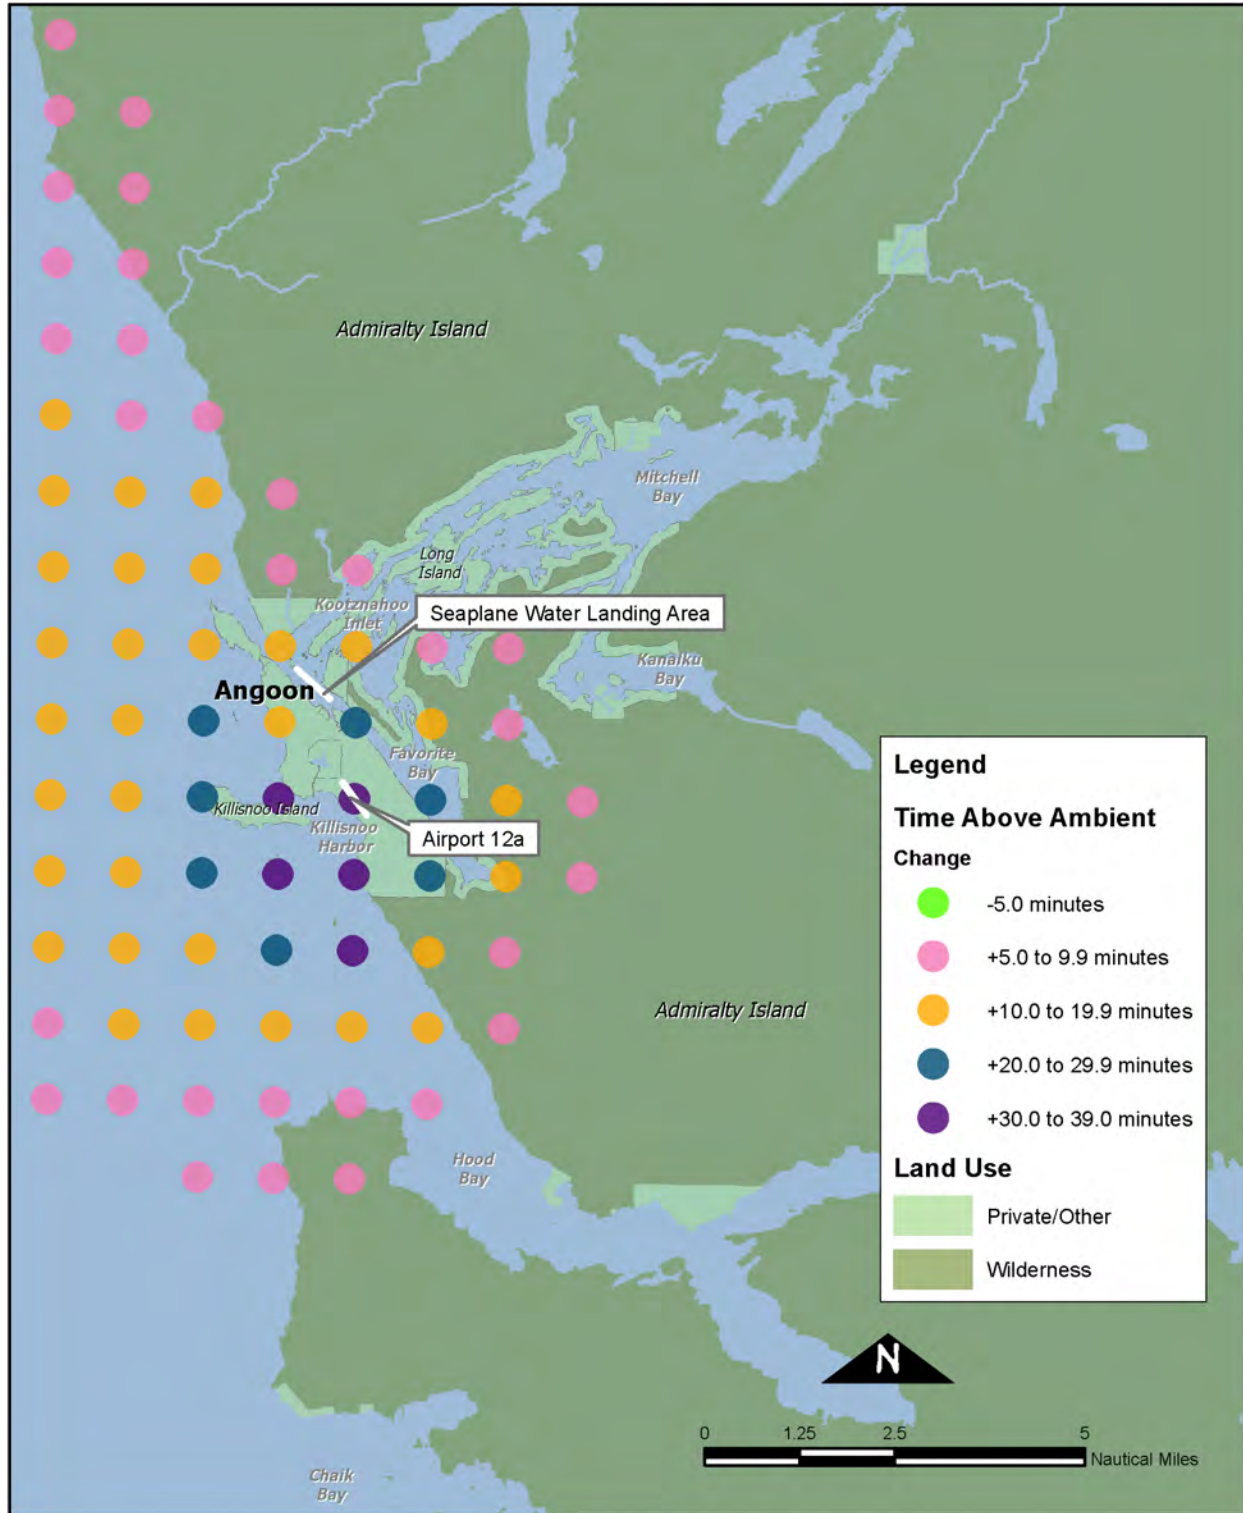 Admiralty Island
Mitchell
Bay
Long
Island
Kootznahoo
Inlet
Seaplane Water Landing Area
Kanalku
Bay
Angoon
Favorite
Bay
Killisnoo Island
Killisnoo
Harbor
Airport 12a
Legend
Time Above Ambient
Change
-5.0 minutes
+5.0 to 9.9 minutes
+10.0 to 19.9 minutes
+20.0 to 29.9 minutes
+30.0 to 39.0 minutes
Land Use
Private/Other
Wilderness
Admiralty Island
Hood
Bay
N
0 1.25 2.5 5
Nautical Miles
Chaik
Bay